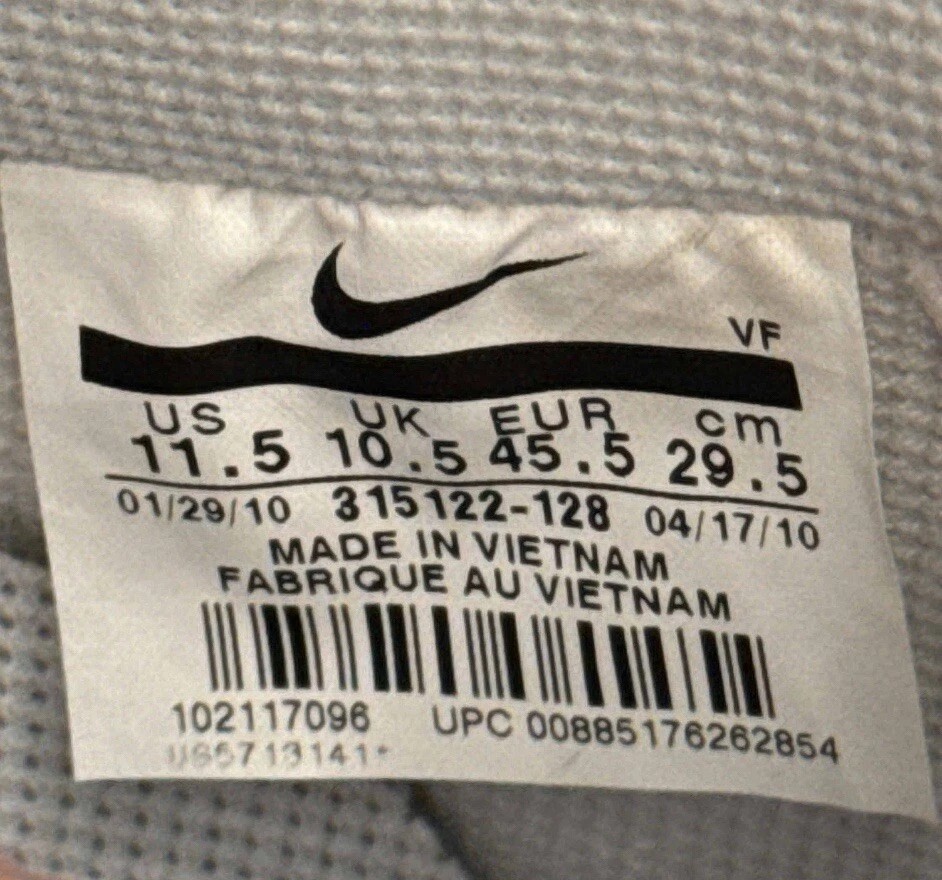 VF
US UK EUR cm
11.5 10.5 45.5 29.5
01/29/10 315122-128 04/17/10
MADE IN VIETNAM
FABRIQUE AU VIETNAM
102117096 UPC 00885176262854